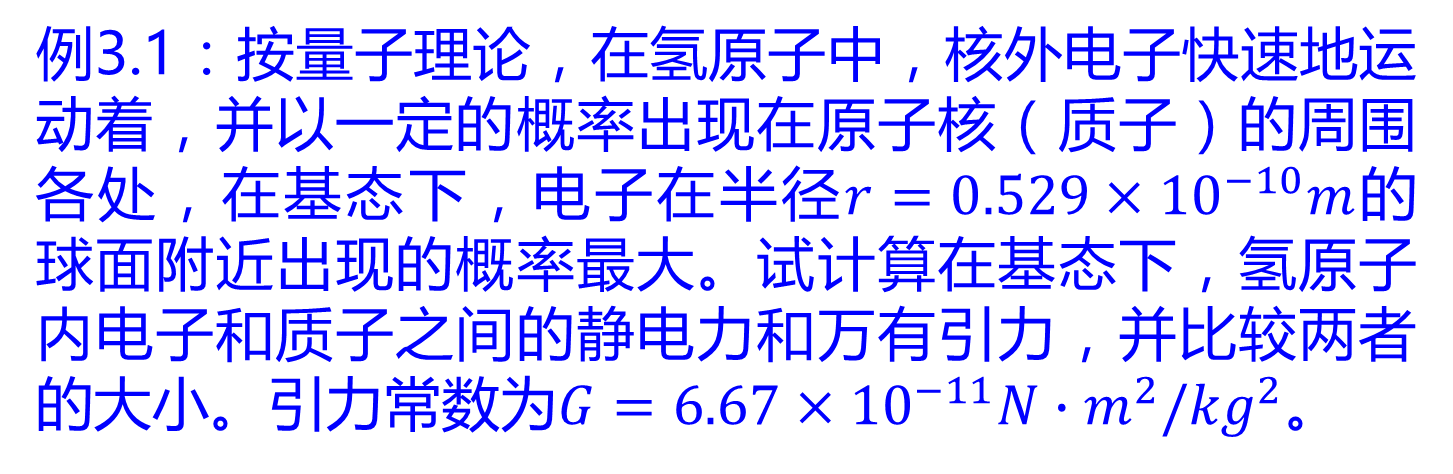 例3.1：按量子理论，在氢原子中，核外电子快速地运
动着，并以一定的概率出现在原子核（质子）的周围
各处，在基态下，电子在半径r = 0.529 × 10⁻¹⁰m的
球面附近出现的概率最大。试计算在基态下，氢原子
内电子和质子之间的静电力和万有引力，并比较两者
的大小。引力常数为G = 6.67 × 10⁻¹¹N · m²/kg²。